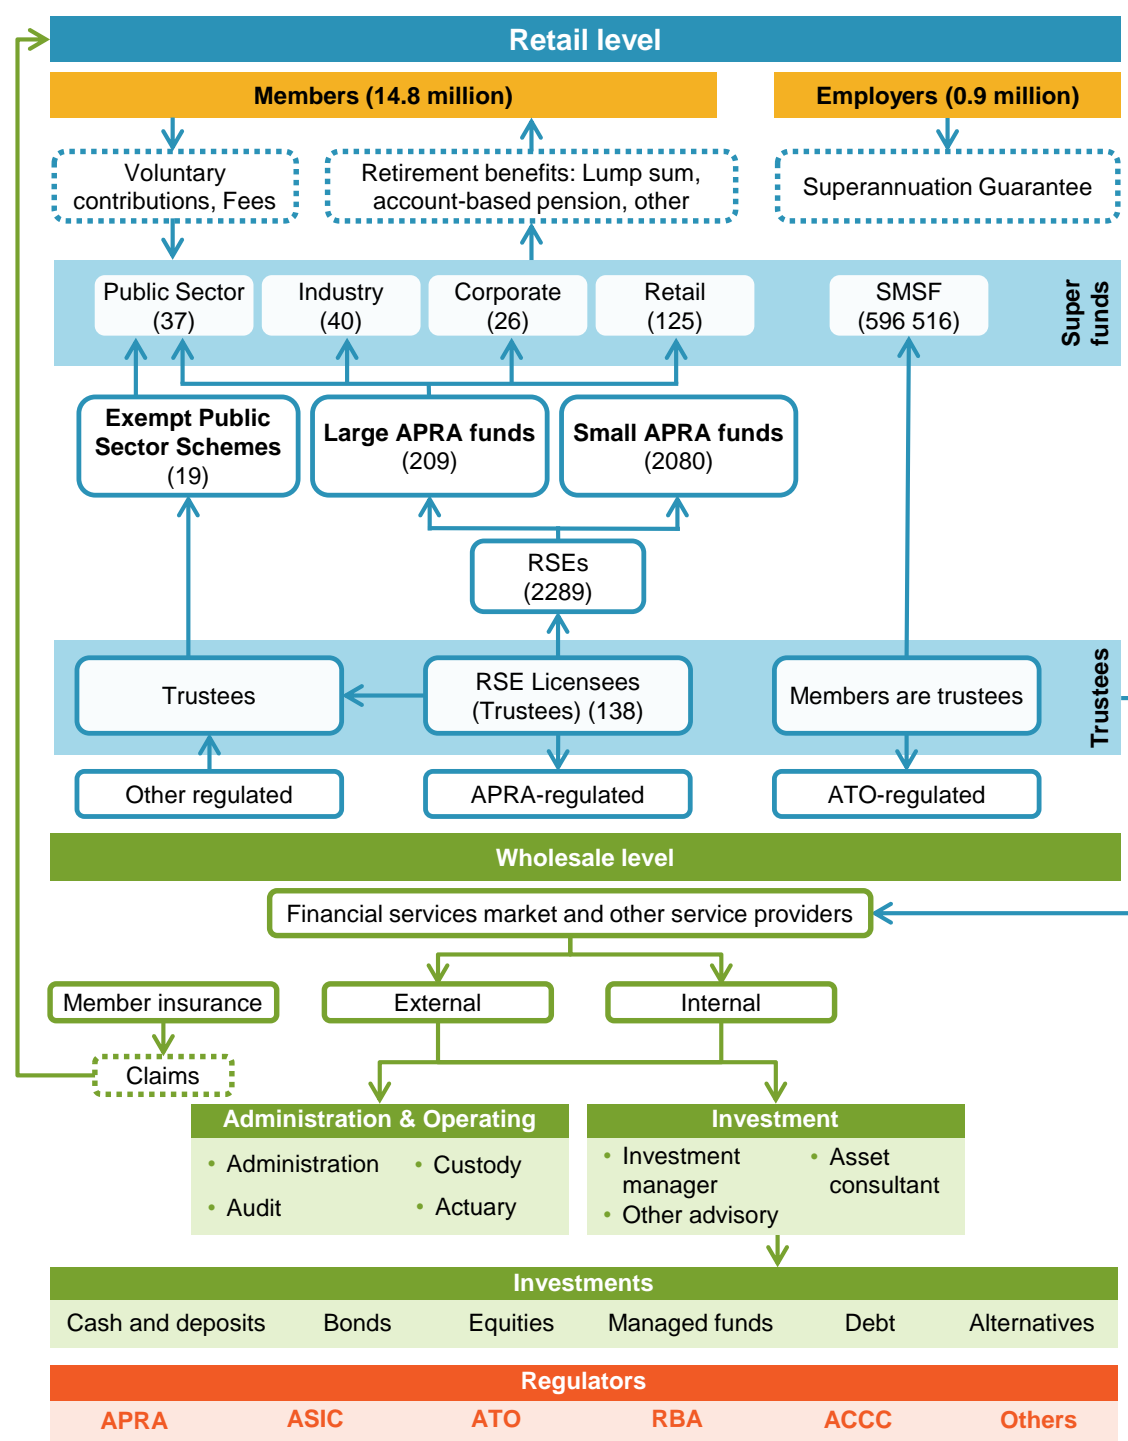 Retail level
Members (14.8 million)
Employers (0.9 million)
Voluntary
contributions, Fees
Retirement benefits: Lump sum,
account-based pension, other
Superannuation Guarantee
Public Sector
(37)
Industry
(40)
Corporate
(26)
Retail
(125)
SMSF
(596 516)
Super
funds
Exempt Public
Sector Schemes
(19)
Large APRA funds
(209)
Small APRA funds
(2080)
RSEs
(2289)
Trustees
RSE Licensees
(Trustees) (138)
Members are trustees
Trustees
Other regulated
APRA-regulated
ATO-regulated
Wholesale level
Financial services market and other service providers
Member insurance
External
Internal
Claims
Administration & Operating
• Administration
• Custody
• Audit
• Actuary
Investment
• Investment
manager
• Asset
consultant
• Other advisory
Investments
Cash and deposits
Bonds
Equities
Managed funds
Debt
Alternatives
Regulators
APRA
ASIC
ATO
RBA
ACCC
Others